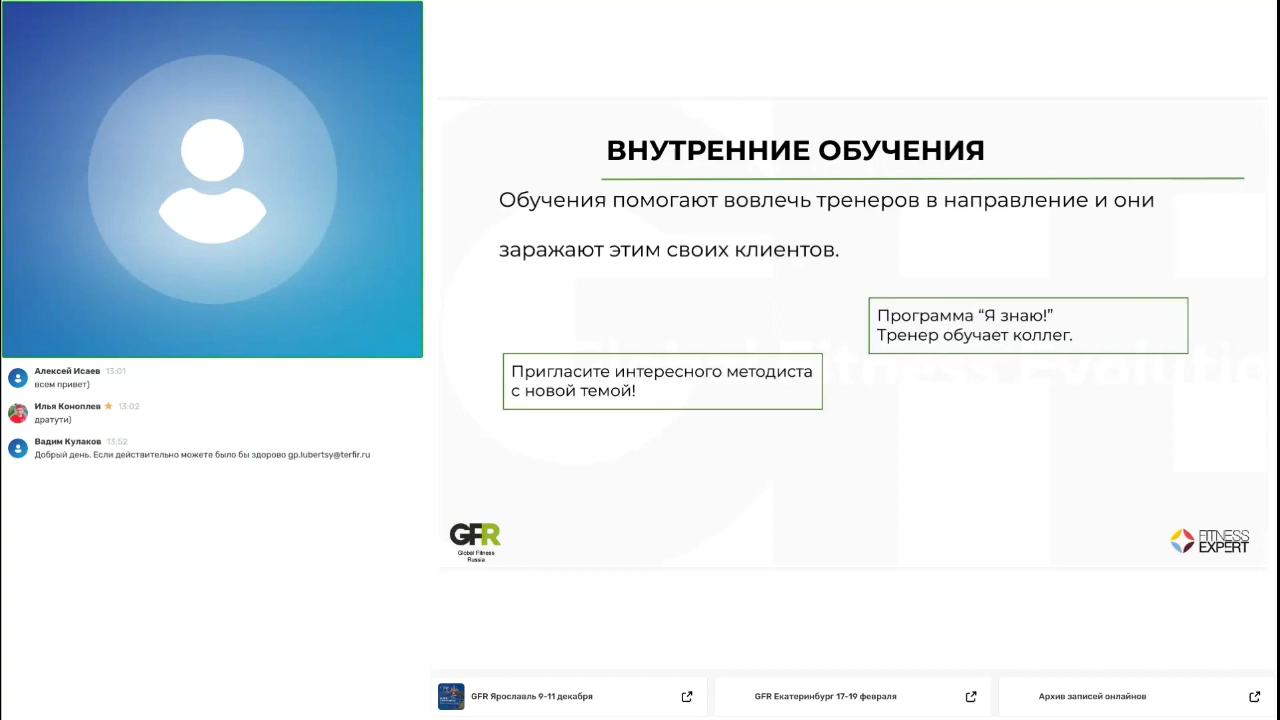 ВНУТРЕННИЕ ОБУЧЕНИЯ
Обучения помогают вовлечь тренеров в направление и они
заражают этим своих клиентов.
Программа “Я знаю!”
Тренер обучает коллег.
Пригласите интересного методиста
с новой темой!
GFR
Global Fitness
Russia
FITNESS
EXPERT
Алексей Исаев 13:01
всем привет)
Илья Коноплев 13:02
дратути)
Вадим Кулаков 13:52
Добрый день. Если действительно можете было бы здорово gp.lubertsy@terfir.ru
GFR Ярославль 9-11 декабря
GFR Екатеринбург 17-19 февраля
Архив записей онлайнов